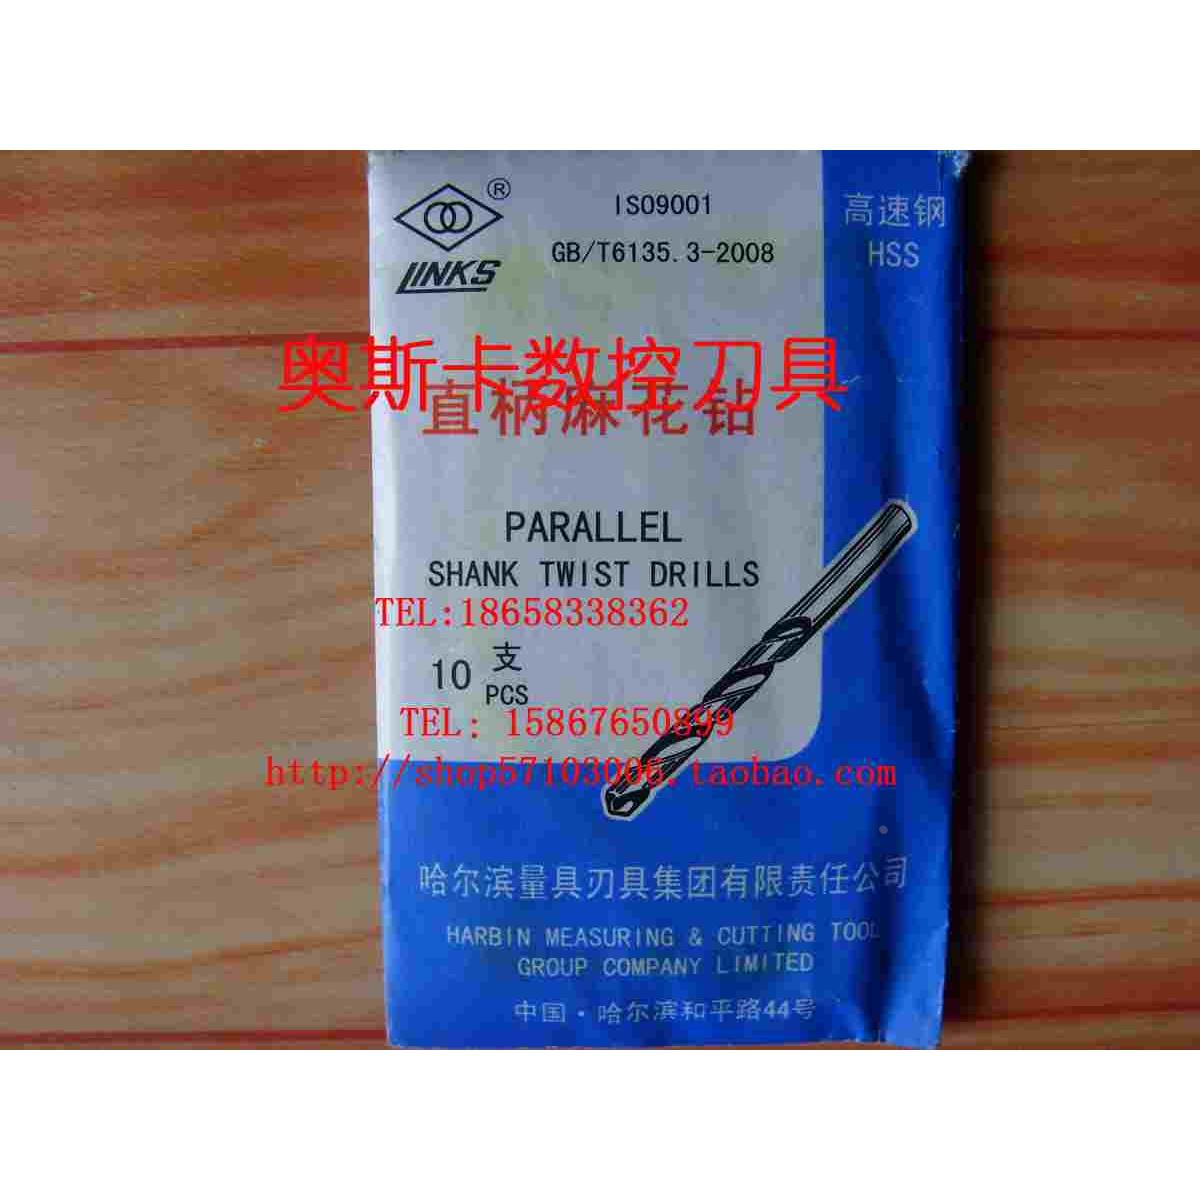 ®
LINKS
ISO9001
GB/T6135.3-2008
高速钢
HSS
奥斯卡数控刀具
直柄麻花钻
PARALLEL
SHANK TWIST DRILLS
TEL:18658338362
10 支
PCS
TEL: 15867650899
http://shop57103006.taobao.com
哈尔滨量具刃具集团有限责任公司
HARBIN MEASURING & CUTTING TOOL
GROUP COMPANY LIMITED
中国·哈尔滨和平路44号